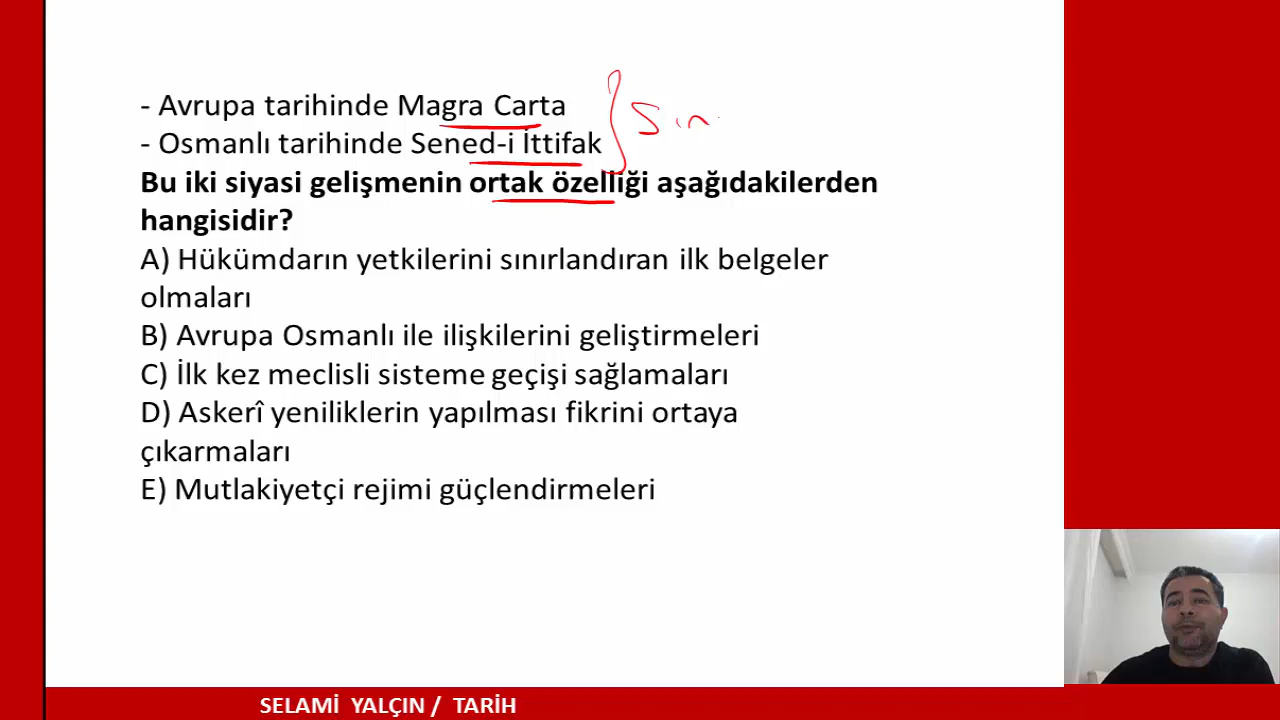 - Avrupa tarihinde Magra Carta
- Osmanlı tarihinde Sened-i İttifak
sın
Bu iki siyasi gelişmenin ortak özelliği aşağıdakilerden
hangisidir?
A) Hükümdarın yetkilerini sınırlandıran ilk belgeler
olmaları
B) Avrupa Osmanlı ile ilişkilerini geliştirmeleri
C) İlk kez meclisli sisteme geçişi sağlamaları
D) Askerî yeniliklerin yapılması fikrini ortaya
çıkarmaları
E) Mutlakiyetçi rejimi güçlendirmeleri
SELAMİ YALÇIN / TARİH